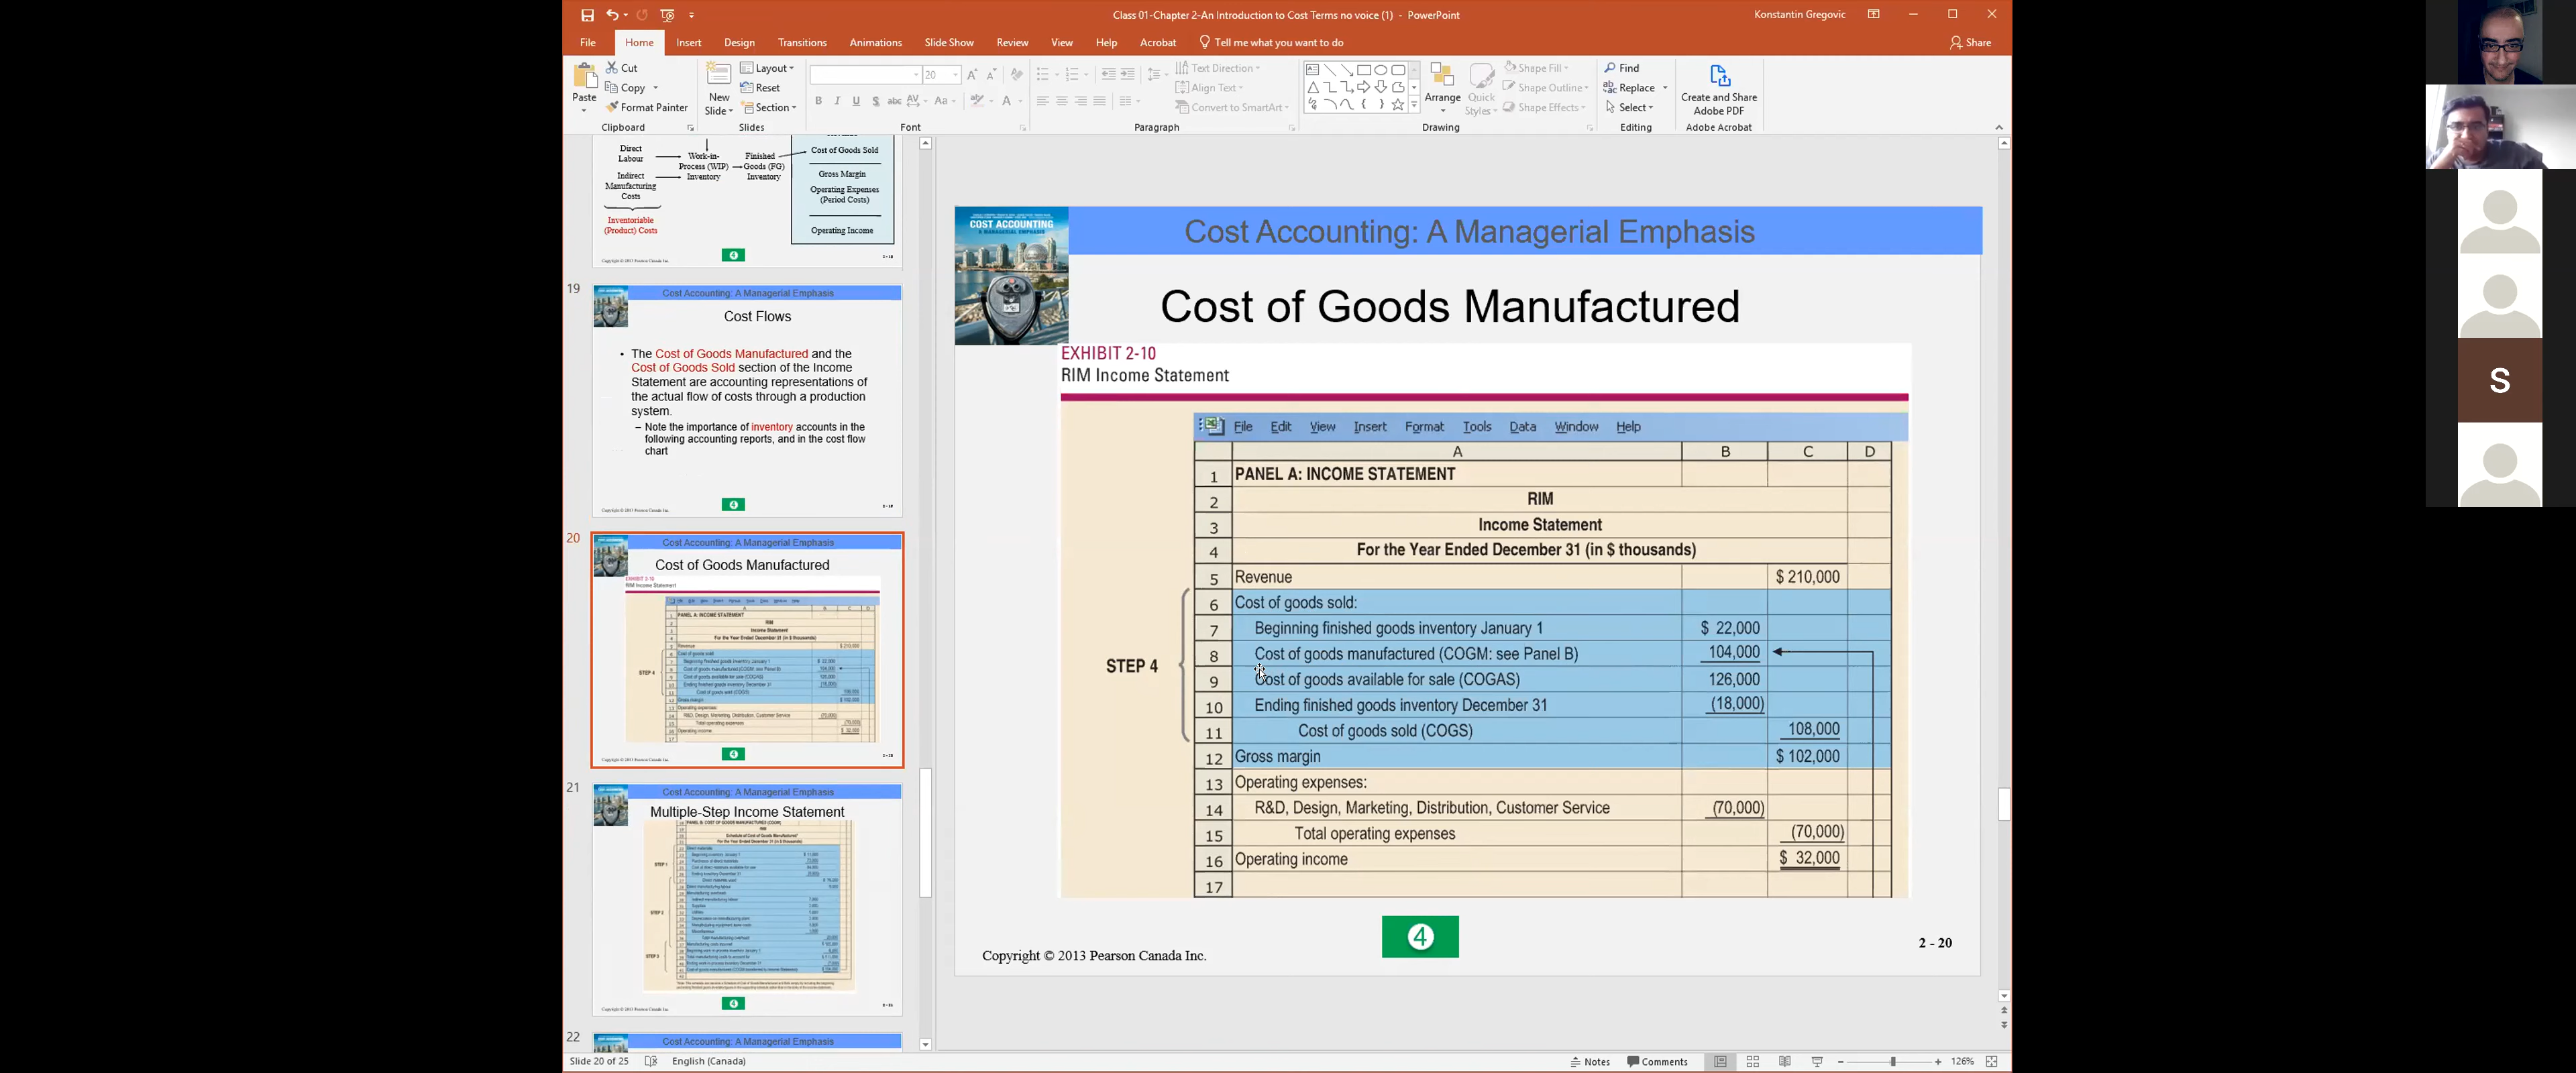 Class 01-Chapter 2-An Introduction to Cost Terms no voice (1) - PowerPoint
Konstantin Gregovic
File Home Insert Design Transitions Animations Slide Show Review View Help Acrobat Tell me what you want to do
Share
Paste
Cut
Copy
Format Painter
Clipboard
New Slide
Layout
Reset
Section
Slides
20
Font
Text Direction
Align Text
Convert to SmartArt
Paragraph
Arrange
Quick Styles
Shape Fill
Shape Outline
Shape Effects
Drawing
Find
Replace
Select
Editing
Create and Share Adobe PDF
Adobe Acrobat
Direct Labour
Indirect Manufacturing Costs
Inventoriable (Product) Costs
Work-in-Process (WIP) Inventory
Finished Goods (FG) Inventory
Cost of Goods Sold
Gross Margin
Operating Expenses (Period Costs)
Operating Income
19
Cost Accounting: A Managerial Emphasis
Cost Flows
• The Cost of Goods Manufactured and the
Cost of Goods Sold section of the Income
Statement are accounting representations of
the actual flow of costs through a production
system.
– Note the importance of inventory accounts in the
following accounting reports, and in the cost flow
chart
20
Cost Accounting: A Managerial Emphasis
Cost of Goods Manufactured
21
Cost Accounting: A Managerial Emphasis
Multiple-Step Income Statement
22
Cost Accounting: A Managerial Emphasis
COST ACCOUNTING
A MANAGERIAL EMPHASIS
Cost Accounting: A Managerial Emphasis
Cost of Goods Manufactured
EXHIBIT 2-10
RIM Income Statement
File Edit View Insert Format Tools Data Window Help
A B C D
1 PANEL A: INCOME STATEMENT
2 RIM
3 Income Statement
4 For the Year Ended December 31 (in $ thousands)
5 Revenue $ 210,000
6 Cost of goods sold:
7 Beginning finished goods inventory January 1 $ 22,000
STEP 4
8 Cost of goods manufactured (COGM: see Panel B) 104,000
9 Cost of goods available for sale (COGAS) 126,000
10 Ending finished goods inventory December 31 (18,000)
11 Cost of goods sold (COGS) 108,000
12 Gross margin $ 102,000
13 Operating expenses:
14 R&D, Design, Marketing, Distribution, Customer Service (70,000)
15 Total operating expenses (70,000)
16 Operating income $ 32,000
17
4
Copyright © 2013 Pearson Canada Inc.
2 - 20
S
Slide 20 of 25 English (Canada)
Notes Comments 126%